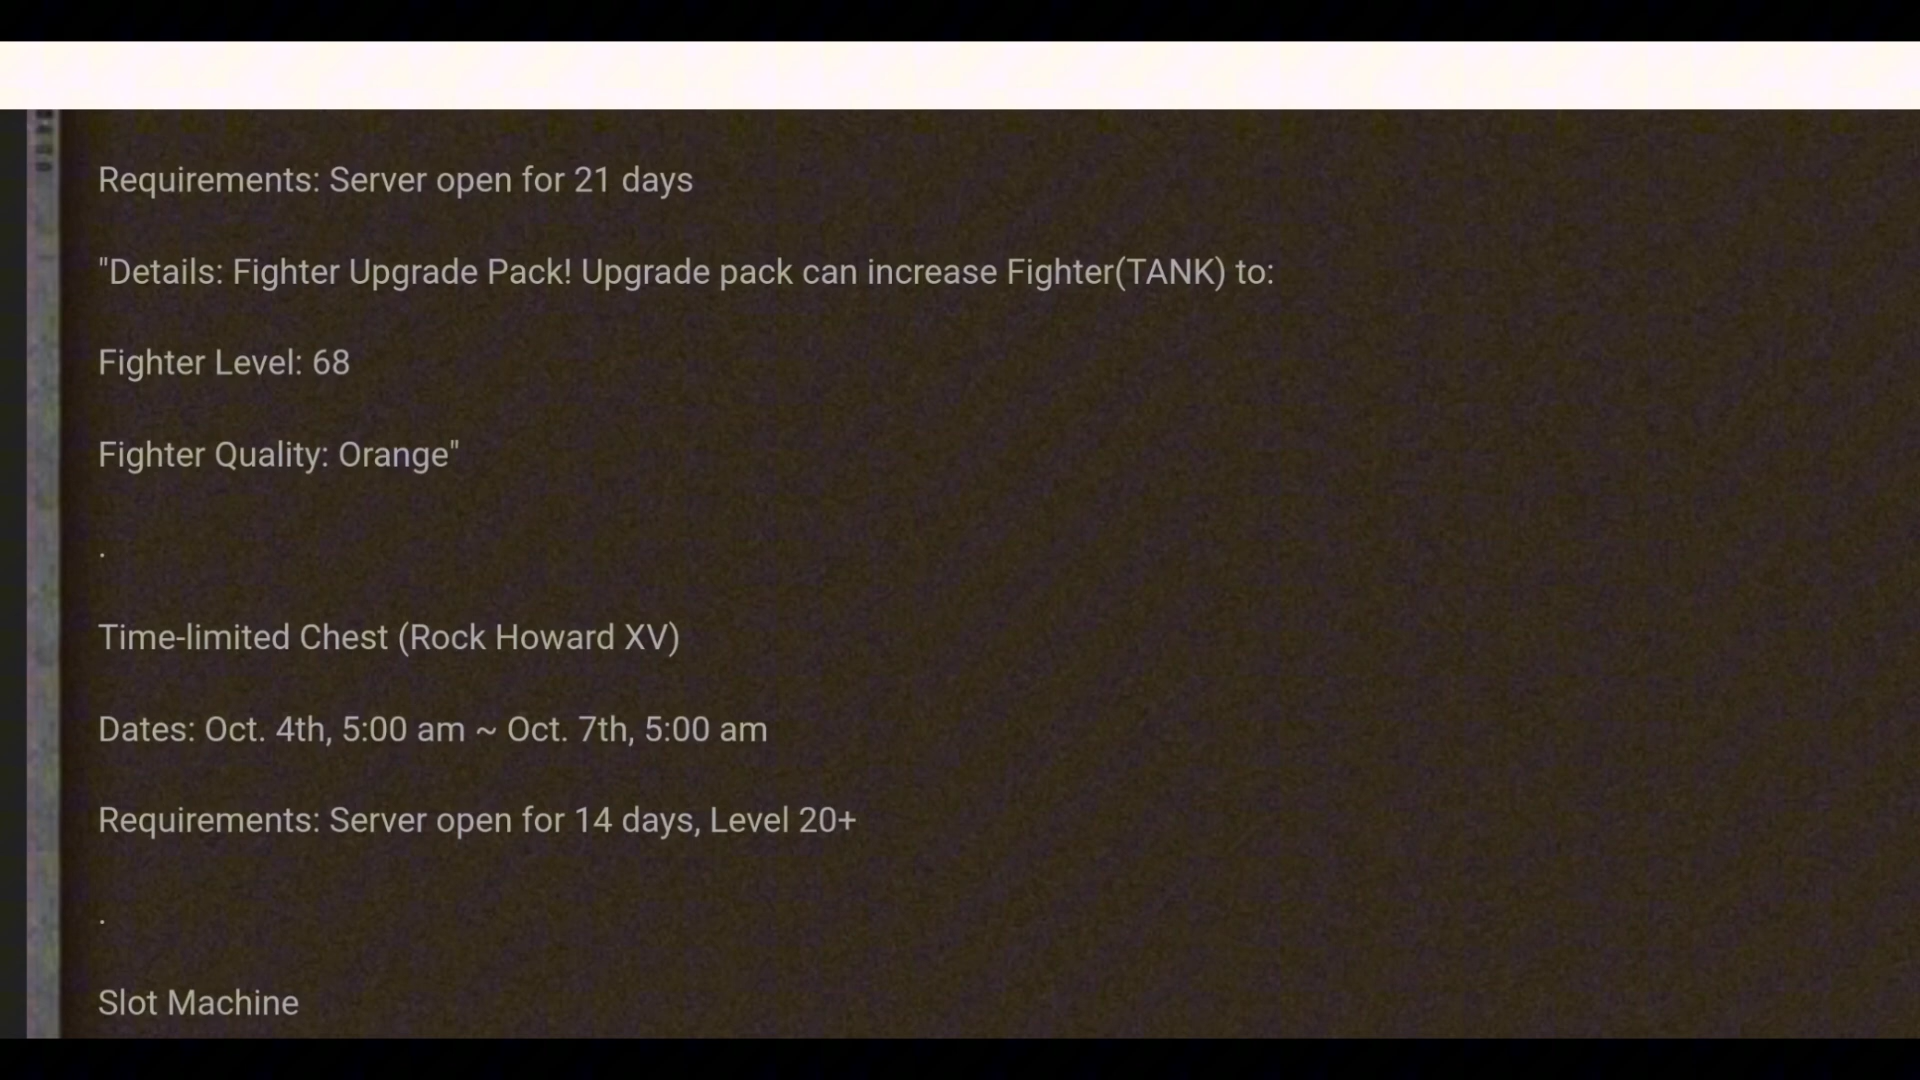 Requirements: Server open for 21 days
"Details: Fighter Upgrade Pack! Upgrade pack can increase Fighter(TANK) to:
Fighter Level: 68
Fighter Quality: Orange"
.
Time-limited Chest (Rock Howard XV)
Dates: Oct. 4th, 5:00 am ~ Oct. 7th, 5:00 am
Requirements: Server open for 14 days, Level 20+
.
Slot Machine